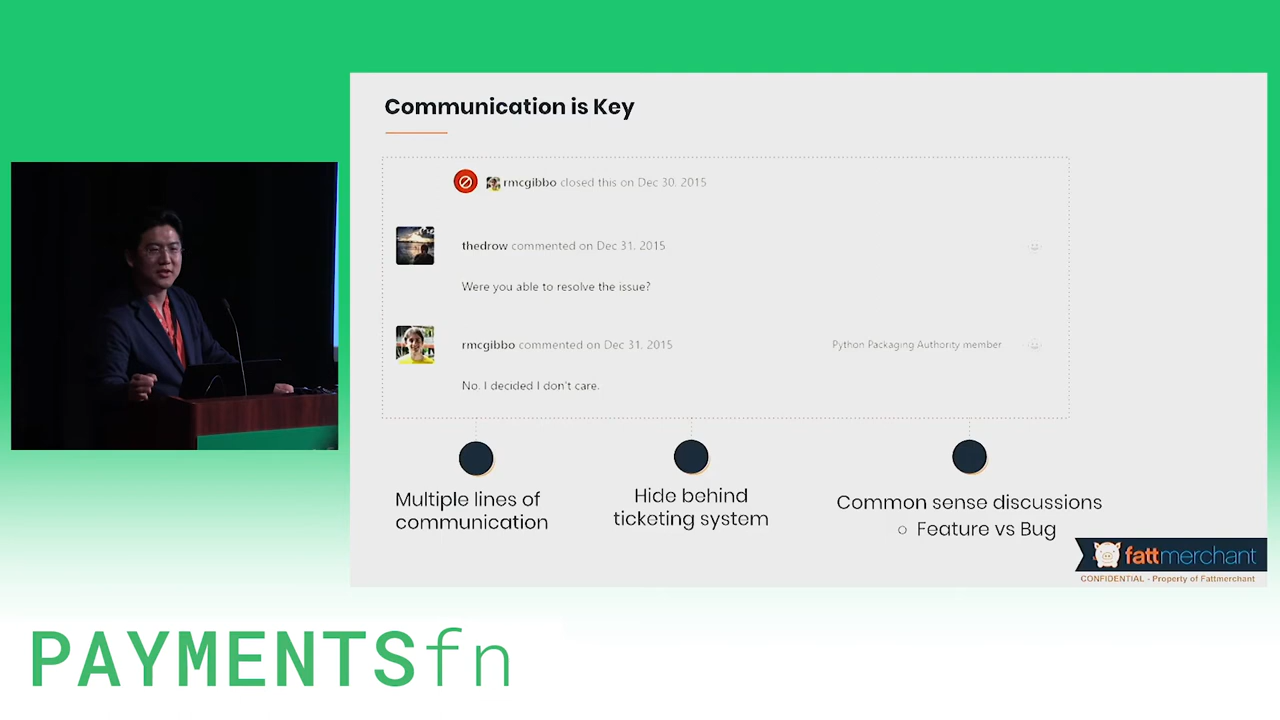 Communication is Key
rmcgibbo closed this on Dec 30. 2015
thedrow commented on Dec 31. 2015
Were you able to resolve the issue?
rmcgibbo commented on Dec 31. 2015
Python Packaging Authority member
No. I decided I don't care.
Multiple lines of
communication
Hide behind
ticketing system
Common sense discussions
○ Feature vs Bug
fattmerchant
CONFIDENTIAL - Property of Fattmerchant
PAYMENTSfn